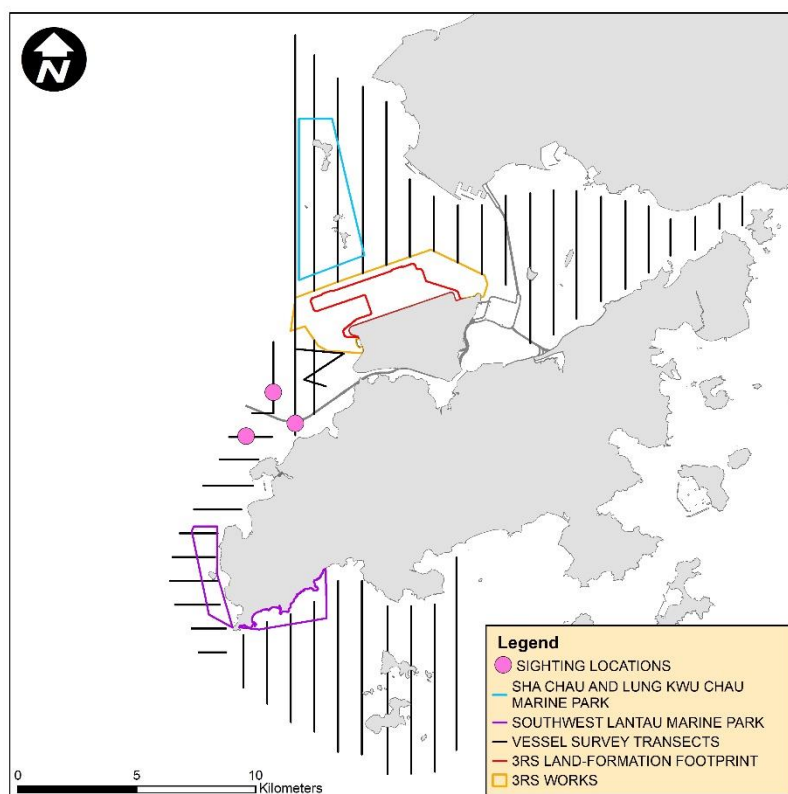 N
Legend
SIGHTING LOCATIONS
SHA CHAU AND LUNG KWU CHAU
MARINE PARK
SOUTHWEST LANTAU MARINE PARK
VESSEL SURVEY TRANSECTS
3RS LAND-FORMATION FOOTPRINT
3RS WORKS
0 5 10
Kilometers